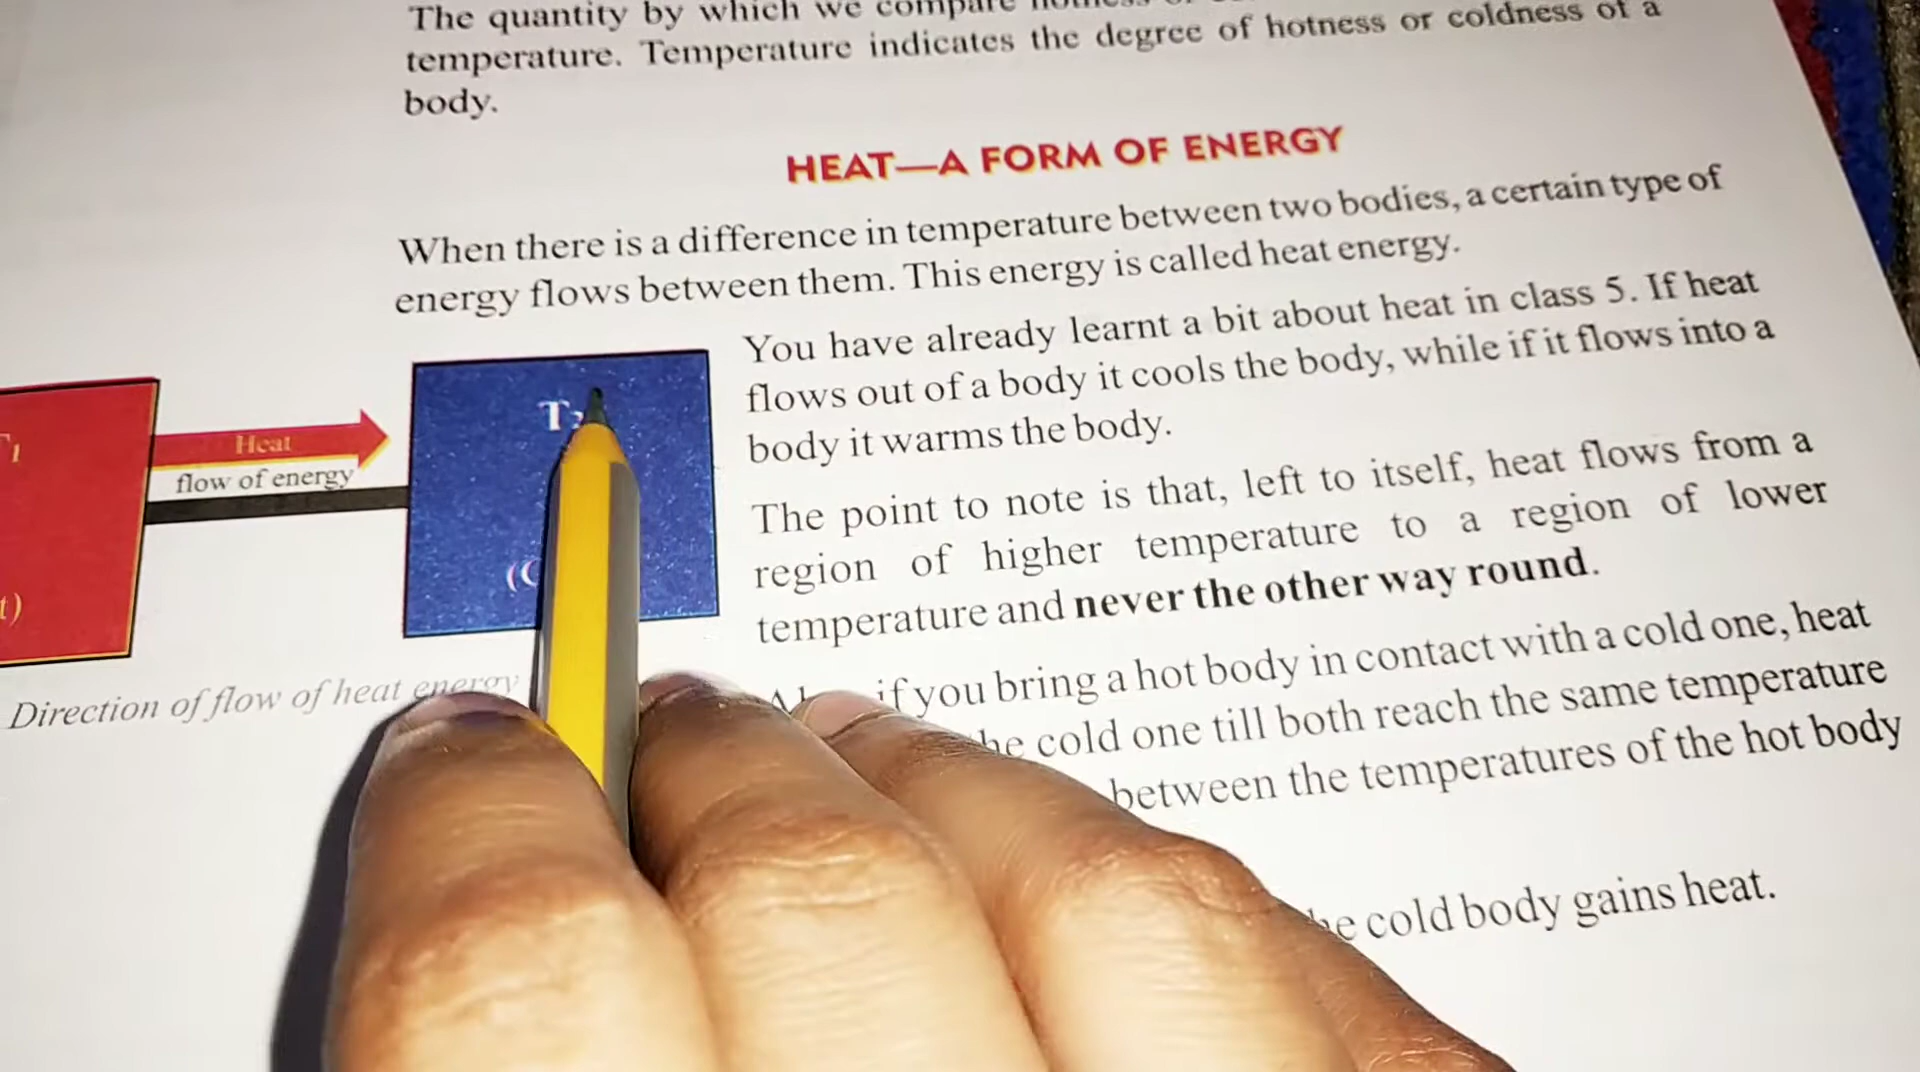 The quantity by which we compare
temperature. Temperature indicates the degree of hotness or coldness of a
body.
HEAT—A FORM OF ENERGY
When there is a difference in temperature between two bodies, a certain type of
energy flows between them. This energy is called heat energy.
You have already learnt a bit about heat in class 5. If heat
flows out of a body it cools the body, while if it flows into a
body it warms the body.
The point to note is that, left to itself, heat flows from a
region of higher temperature to a region of lower
temperature and never the other way round.
if you bring a hot body in contact with a cold one, heat
cold one till both reach the same temperature
between the temperatures of the hot body
cold body gains heat.
Heat
flow of energy
Direction of flow of heat energy